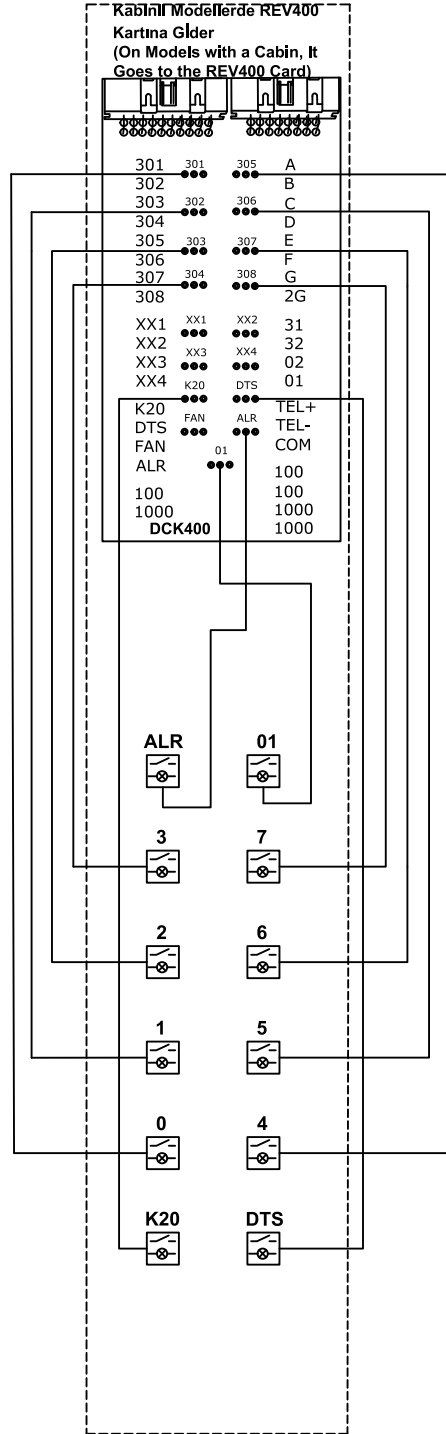 Kabinli Modellerde REV400
Kartına Gider
(On Models with a Cabin, It
Goes to the REV400 Card)
301 301 305 A
302 B
303 302 306 C
304 D
305 303 307 E
306 F
307 304 308 G
308 2G
XX1 XX1 XX2 31
XX2 32
XX3 XX3 XX4 02
XX4 01
K20 DTS
K20 TEL+
DTS FAN ALR TEL-
FAN COM
ALR 01
100
100 100
1000 1000
DCK400 1000
ALR 01
3 7
2 6
1 5
0 4
K20 DTS